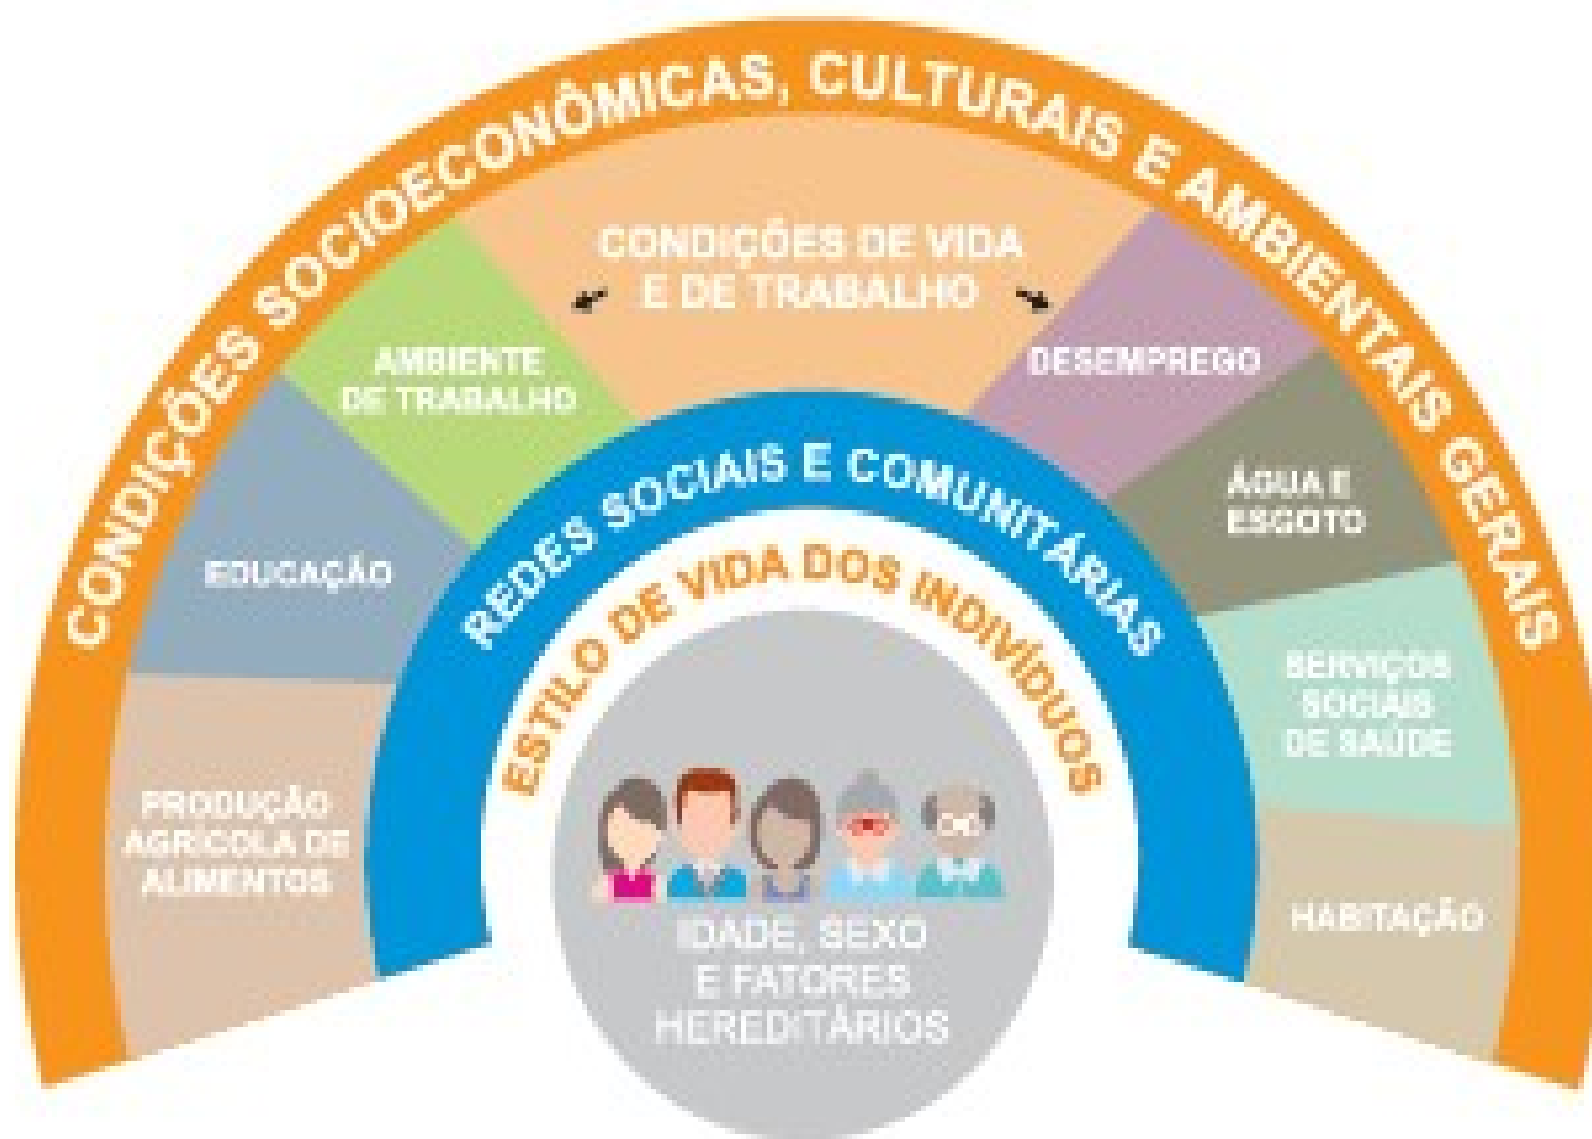 CONDIÇÕES SOCIOECONÔMICAS, CULTURAIS E AMBIENTAIS GERAIS
CONDIÇÕES DE VIDA
E DE TRABALHO
AMBIENTE
DE TRABALHO
DESEMPREGO
EDUCAÇÃO
ÁGUA E
ESGOTO
PRODUÇÃO
AGRÍCOLA DE
ALIMENTOS
SERVIÇOS
SOCIAIS
DE SAÚDE
HABITAÇÃO
REDES SOCIAIS E COMUNITÁRIAS
ESTILO DE VIDA DOS INDIVÍDUOS
IDADE, SEXO
E FATORES
HEREDITÁRIOS